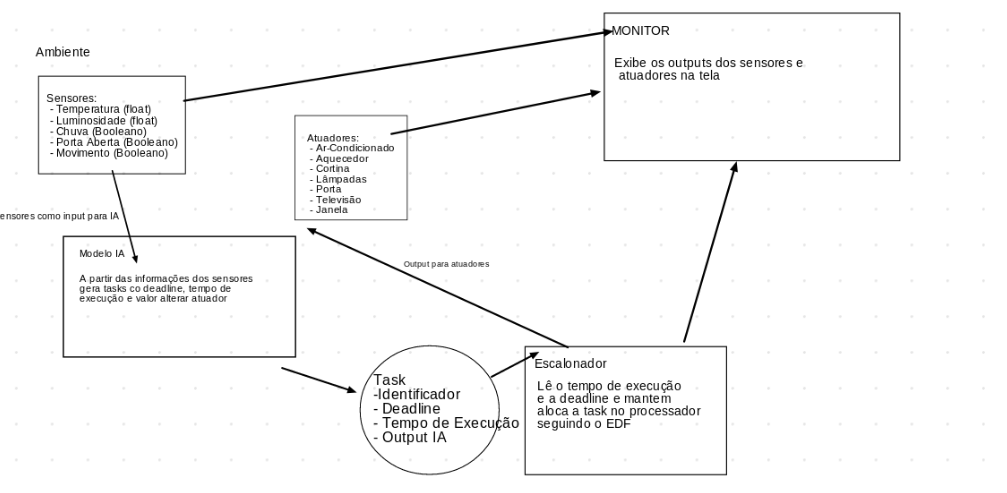 Ambiente
Sensores:
- Temperatura (float)
- Luminosidade (float)
- Chuva (Booleano)
- Porta Aberta (Booleano)
- Movimento (Booleano)
MONITOR
Exibe os outputs dos sensores e
atuadores na tela
Atuadores:
- Ar-Condicionado
- Aquecedor
- Cortina
- Lâmpadas
- Porta
- Televisão
- Janela
ensores como input para IA
Modelo IA
A partir das informações dos sensores
gera tasks co deadline, tempo de
execução e valor alterar atuador
Output para atuadores
Task
-Identificador
- Deadline
- Tempo de Execução
- Output IA
Escalonador
Lê o tempo de execução
e a deadline e mantem
aloca a task no processador
seguindo o EDF